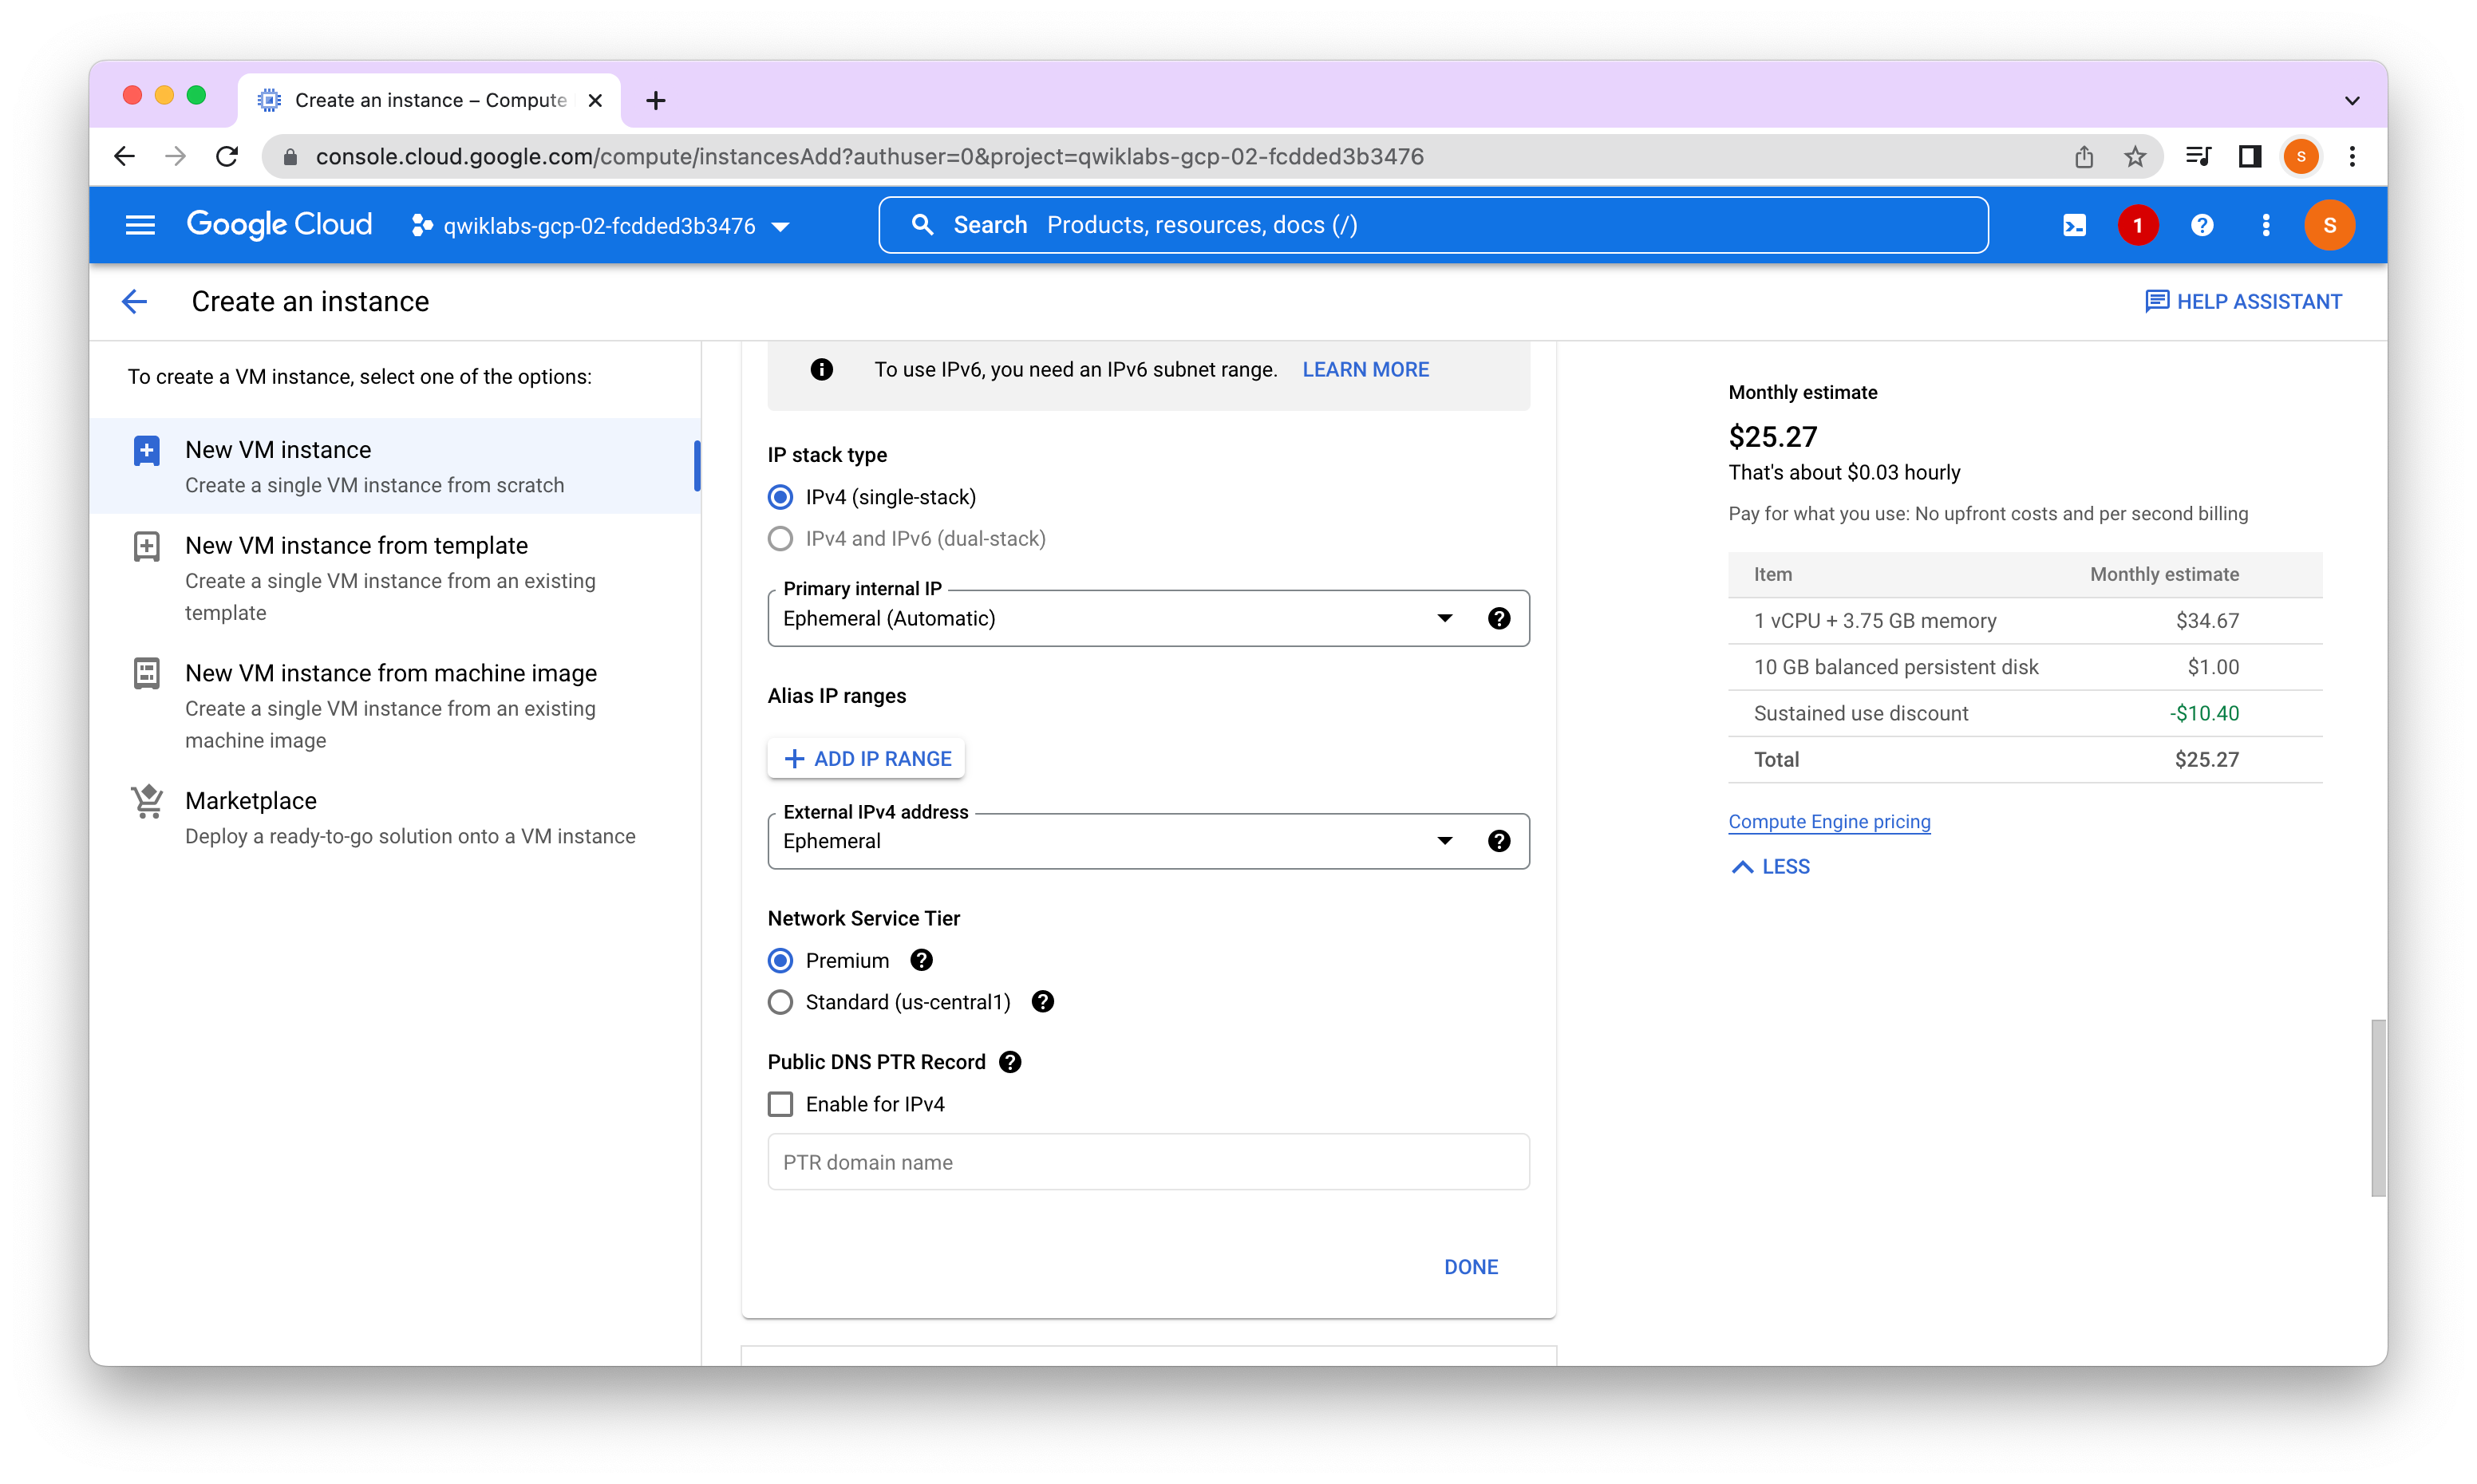 Create an instance – Compute
console.cloud.google.com/compute/instancesAdd?authuser=0&project=qwiklabs-gcp-02-fcdded3b3476
S
Google Cloud
qwiklabs-gcp-02-fcdded3b3476
Search Products, resources, docs (/)
1
S
Create an instance
HELP ASSISTANT
To create a VM instance, select one of the options:
New VM instance
Create a single VM instance from scratch
New VM instance from template
Create a single VM instance from an existing
template
New VM instance from machine image
Create a single VM instance from an existing
machine image
Marketplace
Deploy a ready-to-go solution onto a VM instance
To use IPv6, you need an IPv6 subnet range. LEARN MORE
IP stack type
IPv4 (single-stack)
IPv4 and IPv6 (dual-stack)
Primary internal IP
Ephemeral (Automatic)
Alias IP ranges
ADD IP RANGE
External IPv4 address
Ephemeral
Network Service Tier
Premium
Standard (us-central1)
Public DNS PTR Record
Enable for IPv4
PTR domain name
DONE
Monthly estimate
$25.27
That's about $0.03 hourly
Pay for what you use: No upfront costs and per second billing
Item Monthly estimate
1 vCPU + 3.75 GB memory $34.67
10 GB balanced persistent disk $1.00
Sustained use discount -$10.40
Total $25.27
Compute Engine pricing
LESS